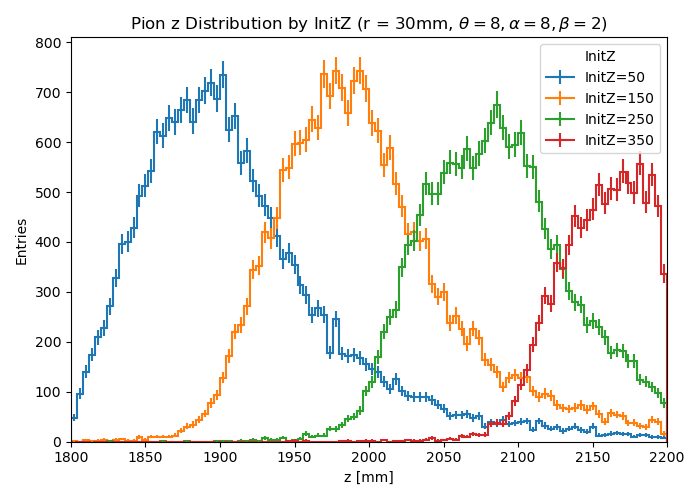 Pion z Distribution by InitZ (r = 30mm, θ = 8, α = 8, β = 2)
800
700
600
500
400
300
200
100
0
Entries
InitZ
InitZ=50
InitZ=150
InitZ=250
InitZ=350
1800 1850 1900 1950 2000 2050 2100 2150 2200
z [mm]